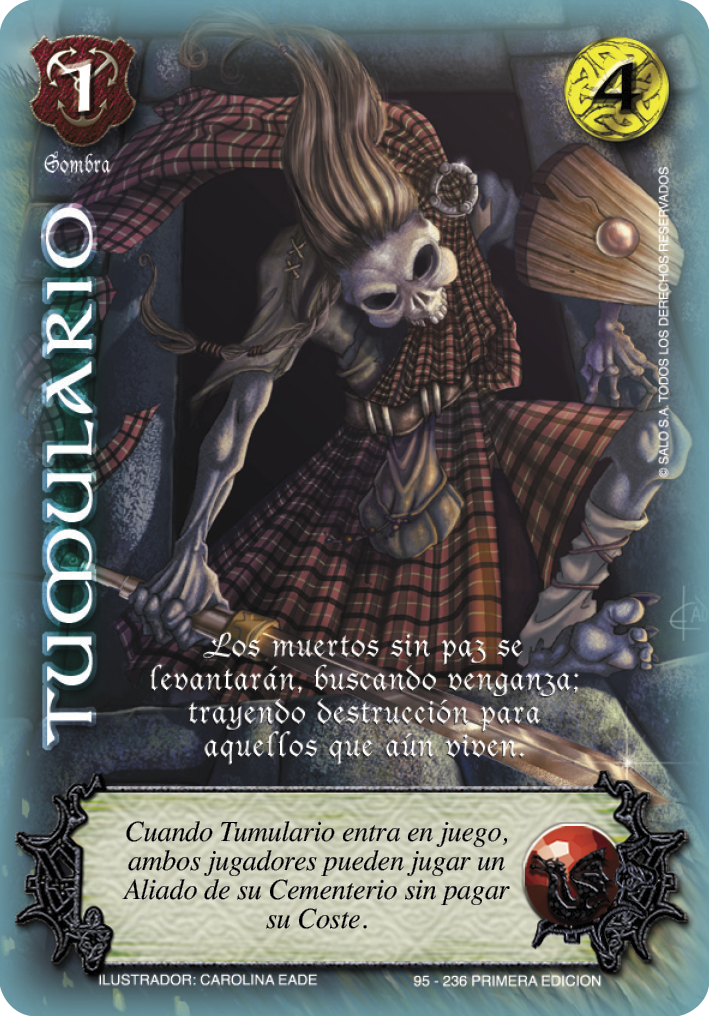 1
4
Sombra
TUMULARIO
© SALO S.A. TODOS LOS DERECHOS RESERVADOS
Los muertos sin paz se
levantarán, buscando venganza;
trayendo destrucción para
aquellos que aún viven.
Cuando Tumulario entra en juego,
ambos jugadores pueden jugar un
Aliado de su Cementerio sin pagar
su Coste.
ILUSTRADOR: CAROLINA EADE
95 - 236 PRIMERA EDICION